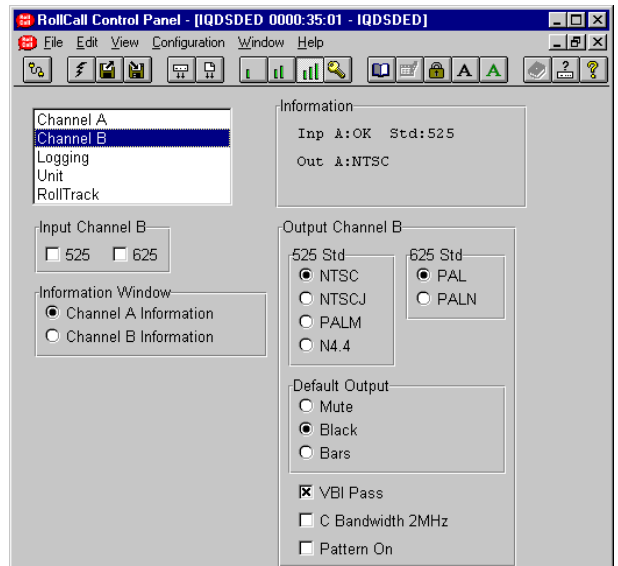 RollCall Control Panel - [IQDSDED 0000:35:01 - IQDSDED]
File Edit View Configuration Window Help
A A
Channel A
Channel B
Logging
Unit
RollTrack
Information
Inp A:OK Std:525
Out A:NTSC
Input Channel B
525 625
Information Window
Channel A Information
Channel B Information
Output Channel B
525 Std
NTSC
NTSCJ
PALM
N4.4
625 Std
PAL
PALN
Default Output
Mute
Black
Bars
VBI Pass
C Bandwidth 2MHz
Pattern On